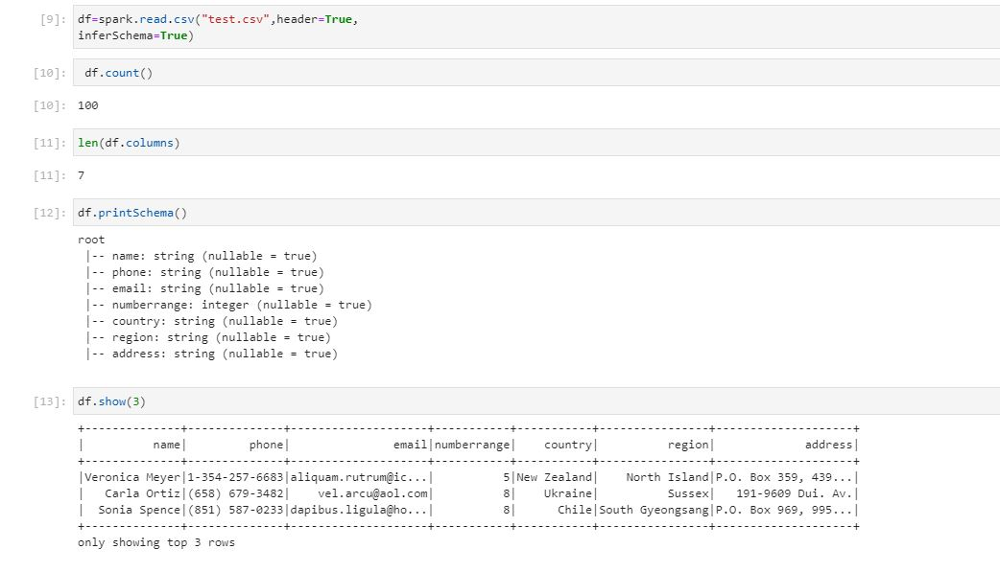 [9]: df=spark.read.csv("test.csv",header=True,
inferSchema=True)
[10]: df.count()
[10]: 100
[11]: len(df.columns)
[11]: 7
[12]: df.printSchema()
root
 |-- name: string (nullable = true)
 |-- phone: string (nullable = true)
 |-- email: string (nullable = true)
 |-- numberrange: integer (nullable = true)
 |-- country: string (nullable = true)
 |-- region: string (nullable = true)
 |-- address: string (nullable = true)
[13]: df.show(3)
+--------------+--------------+--------------------+-----------+-----------+----------------+--------------------+
|          name|         phone|               email|numberrange|    country|          region|             address|
+--------------+--------------+--------------------+-----------+-----------+----------------+--------------------+
|Veronica Meyer|1-354-257-6683|aliquam.rutrum@ic...|          5|New Zealand|    North Island|P.O. Box 359, 439...|
|   Carla Ortiz|(658) 679-3482|    vel.arcu@aol.com|          8|    Ukraine|          Sussex|   191-9609 Dui. Av.|
|  Sonia Spence|(851) 587-0233|dapibus.ligula@ho...|          8|      Chile|South Gyeongsang|P.O. Box 969, 995...|
+--------------+--------------+--------------------+-----------+-----------+----------------+--------------------+
only showing top 3 rows